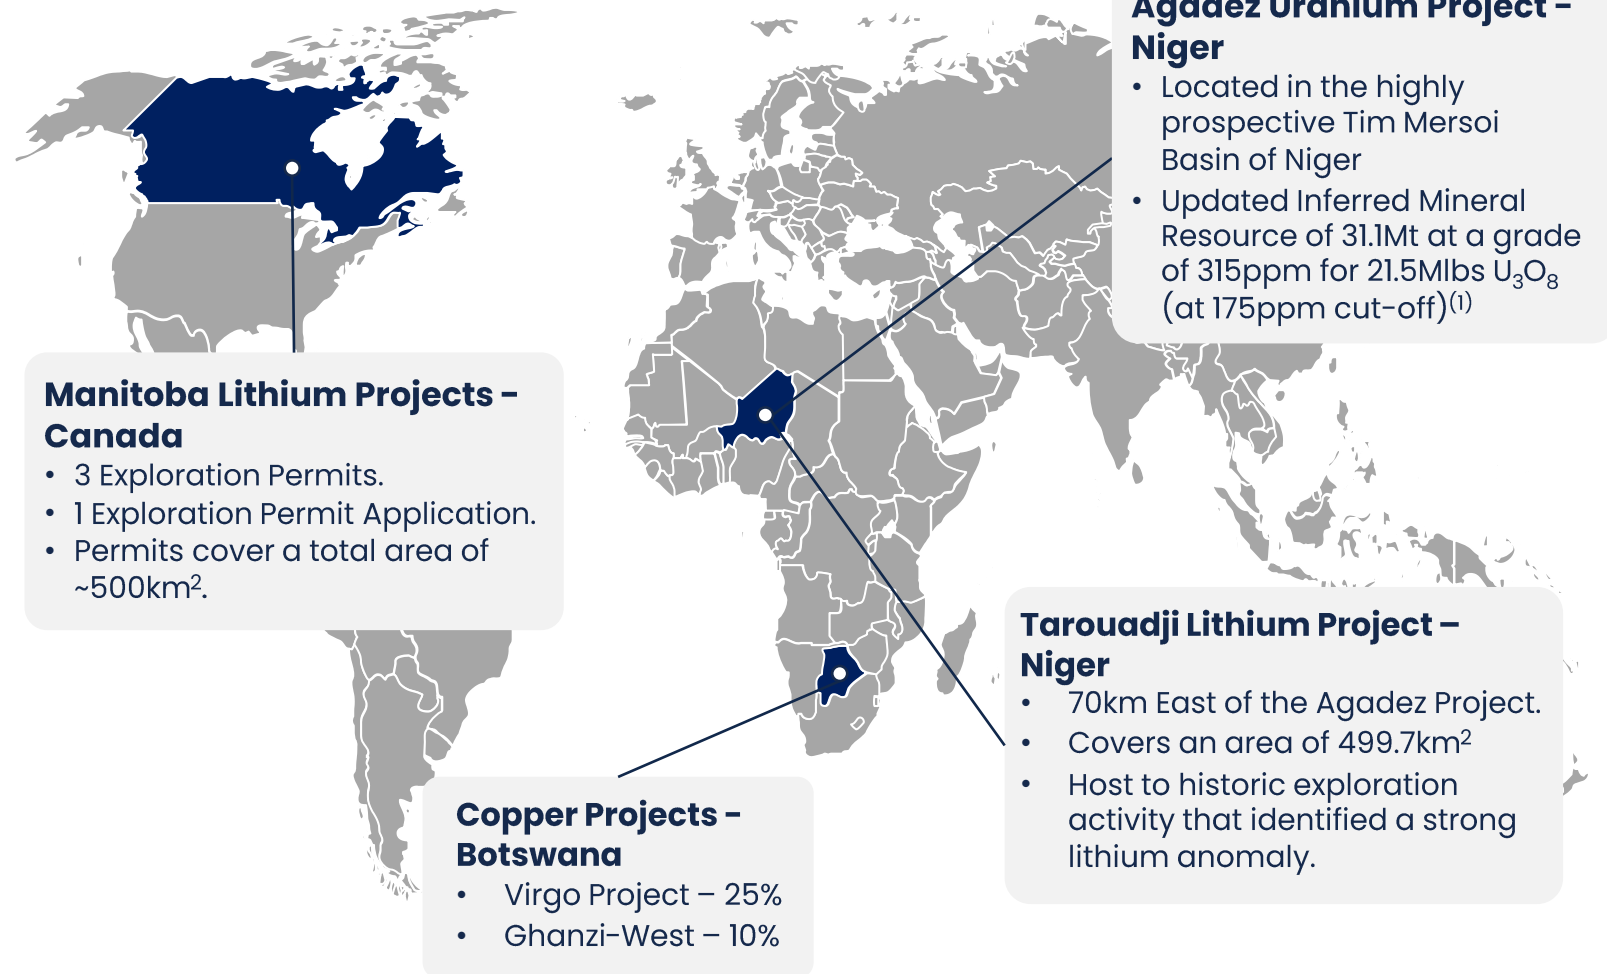 Agadez Uranium Project -
Niger
• Located in the highly
prospective Tim Mersoi
Basin of Niger
• Updated Inferred Mineral
Resource of 31.1Mt at a grade
of 315ppm for 21.5Mlbs U₃O₈
(at 175ppm cut-off)⁽¹⁾
Manitoba Lithium Projects -
Canada
• 3 Exploration Permits.
• 1 Exploration Permit Application.
• Permits cover a total area of
~500km².
Tarouadji Lithium Project –
Niger
• 70km East of the Agadez Project.
• Covers an area of 499.7km²
• Host to historic exploration
activity that identified a strong
lithium anomaly.
Copper Projects -
Botswana
• Virgo Project – 25%
• Ghanzi-West – 10%